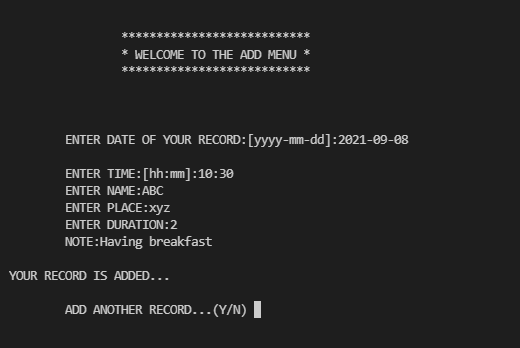 ***************************
* WELCOME TO THE ADD MENU *
***************************
ENTER DATE OF YOUR RECORD:[yyyy-mm-dd]:2021-09-08
ENTER TIME:[hh:mm]:10:30
ENTER NAME:ABC
ENTER PLACE:xyz
ENTER DURATION:2
NOTE:Having breakfast
YOUR RECORD IS ADDED...
ADD ANOTHER RECORD...(Y/N)